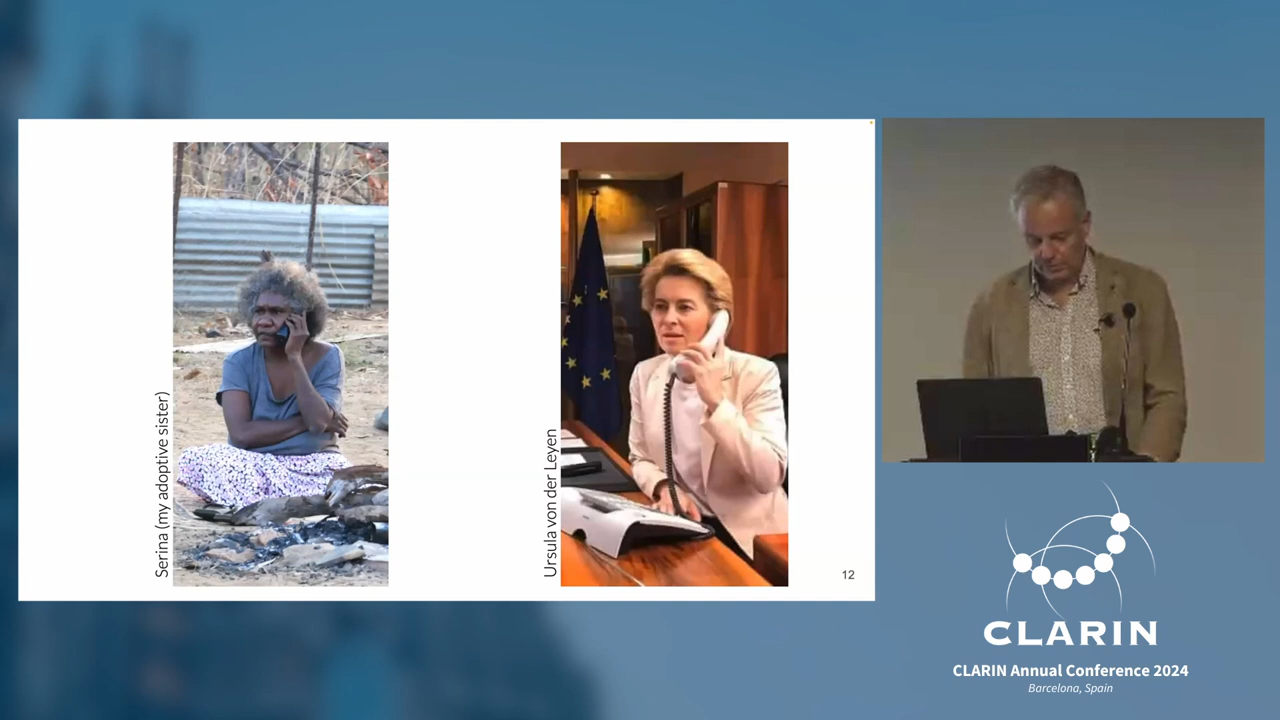 Serina (my adoptive sister)
Ursula von der Leyen
12
CLARIN
CLARIN Annual Conference 2024
Barcelona, Spain